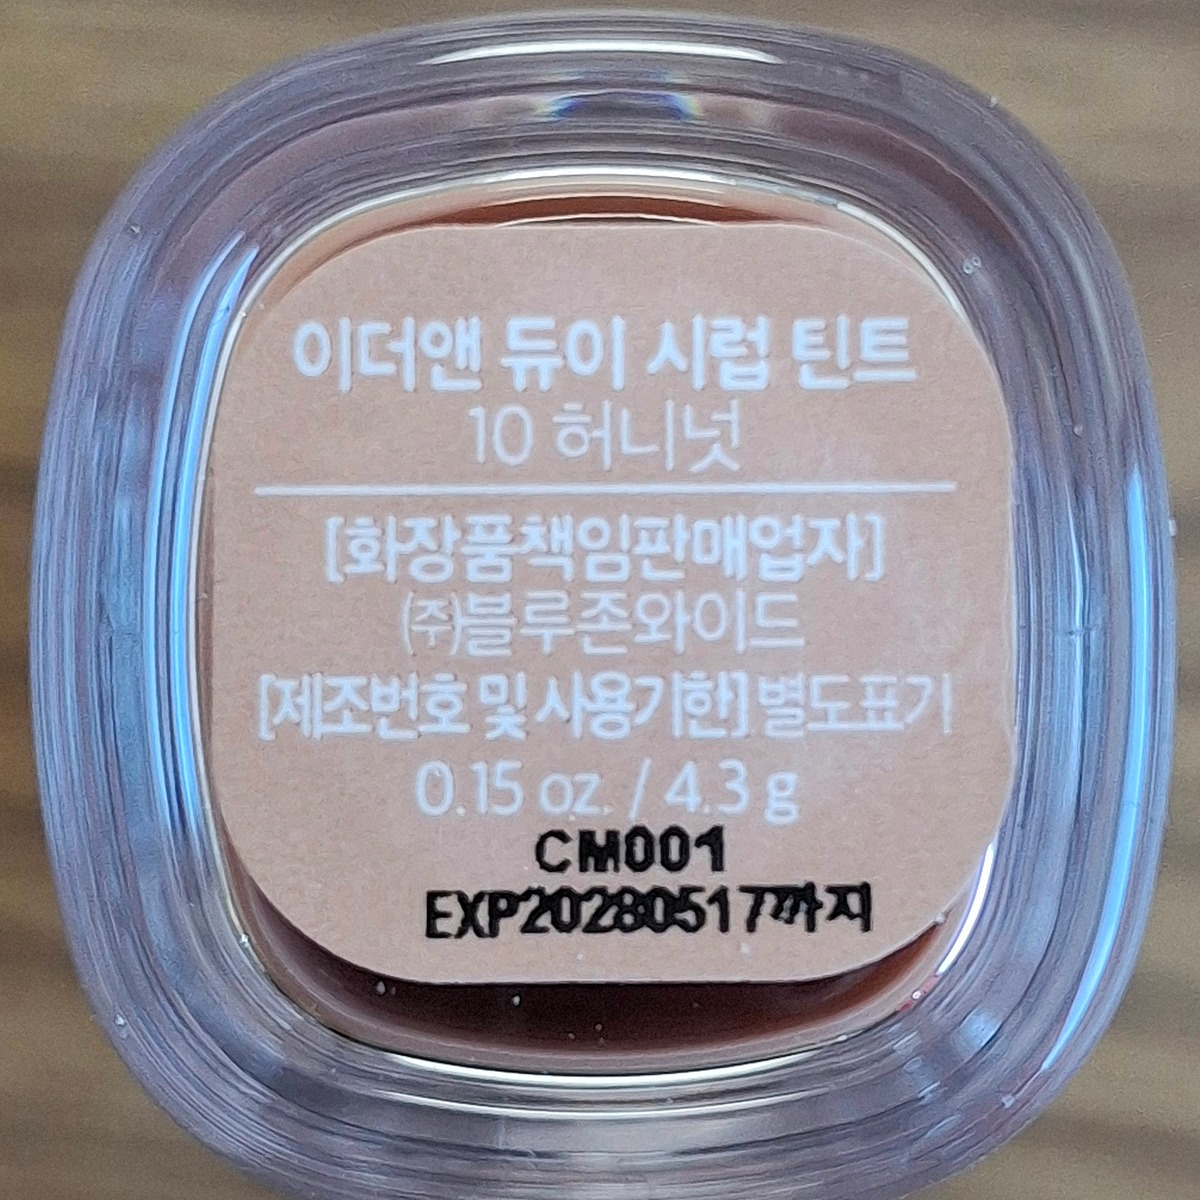 이더앤 듀이 시럽 틴트
10 허니넛
[화장품책임판매업자]
㈜블루존와이드
[제조번호 및 사용기한]별도표기
0.15 oz. / 4.3 g
CM001
EXP20280517까지